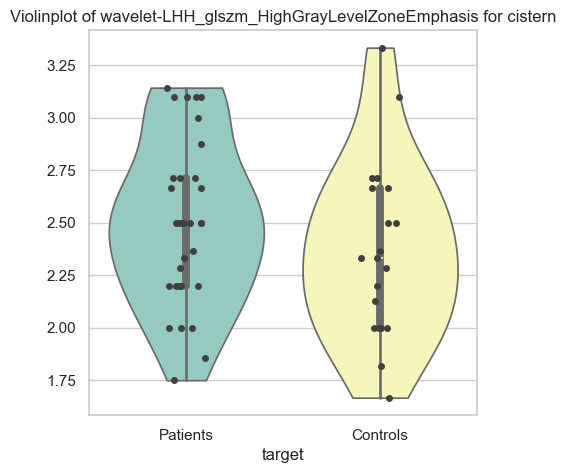 Violinplot of wavelet-LHH_glszm_HighGrayLevelZoneEmphasis for cistern
3.25
3.00
2.75
2.50
2.25
2.00
1.75
Patients
Controls
target